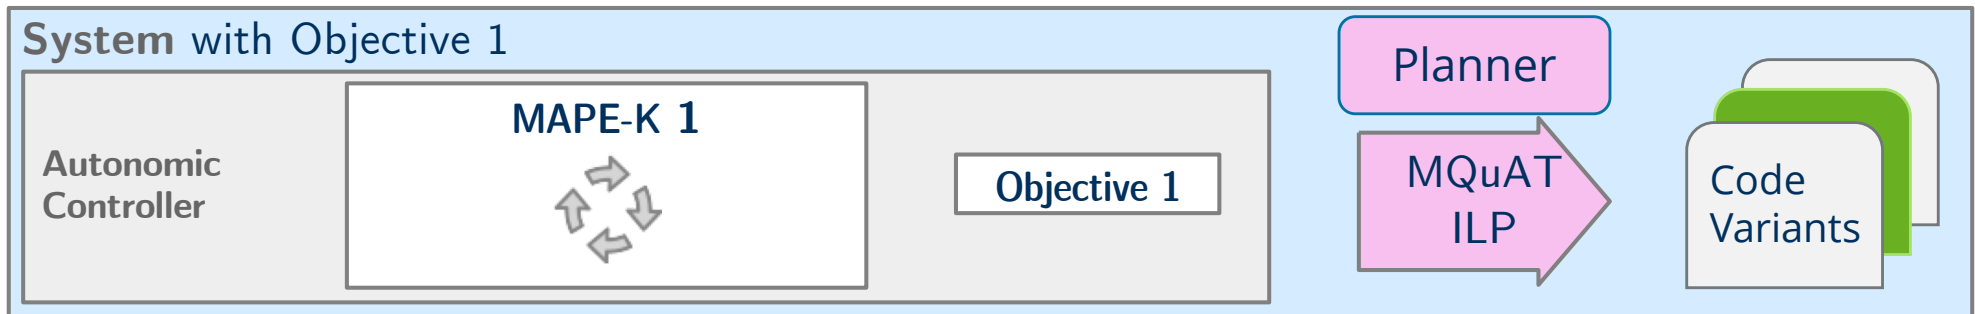 System with Objective 1
MAPE-K 1
Autonomic
Controller
Objective 1
Planner
MQuAT
ILP
Code
Variants